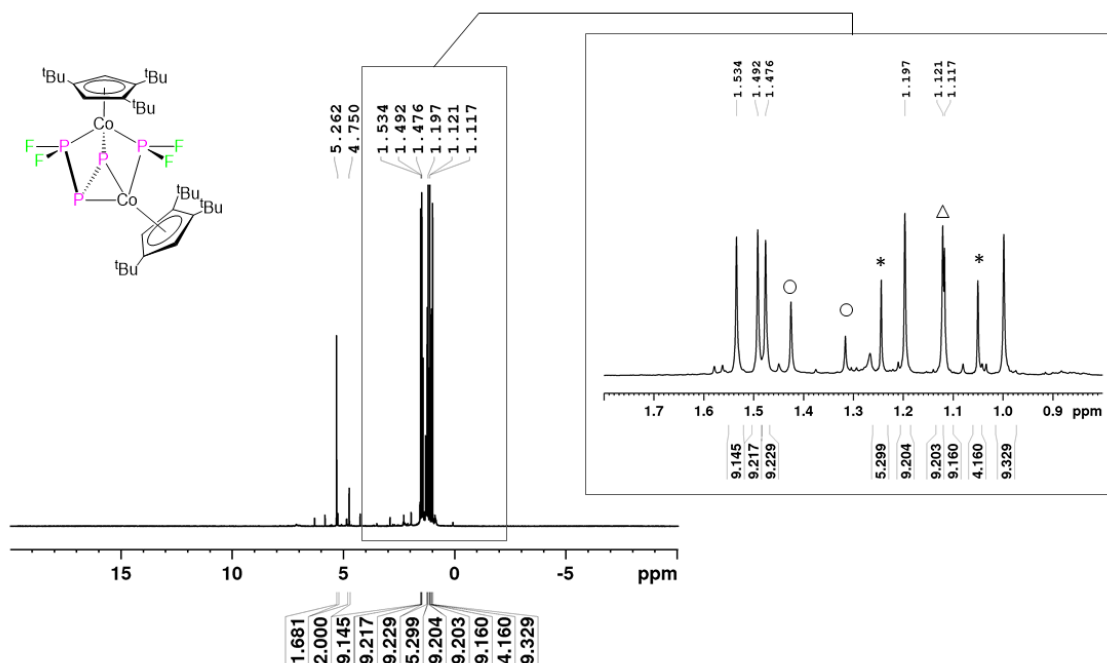 tBu
tBu
tBu
Co
F
P
P
F
F
P
F
P
Co
tBu
tBu
tBu
5.262
4.750
1.534
1.492
1.476
1.197
1.121
1.117
15
10
5
0
-5
ppm
1.681
2.000
9.145
9.217
9.229
5.299
9.204
9.203
9.160
4.160
9.329
1.534
1.492
1.476
1.197
1.121
1.117
○
○
*
△
*
1.7
1.6
1.5
1.4
1.3
1.2
1.1
1.0
0.9
ppm
9.145
9.217
9.229
5.299
9.204
9.203
9.160
4.160
9.329